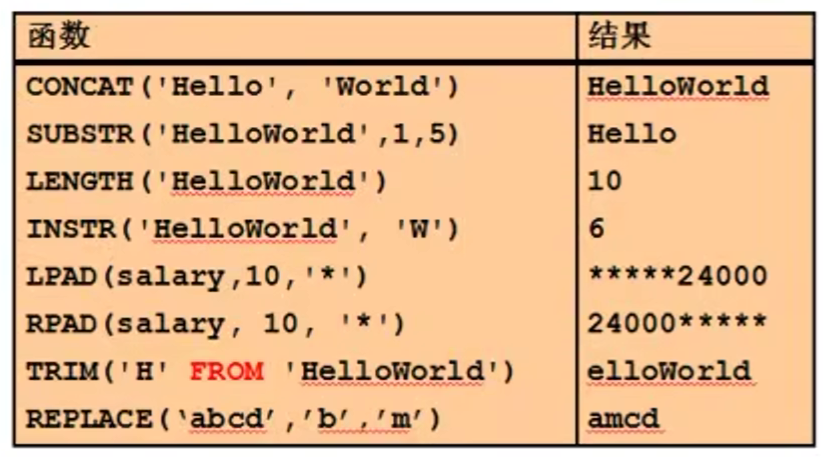 函数 结果
CONCAT('Hello', 'World') HelloWorld
SUBSTR('HelloWorld',1,5) Hello
LENGTH('HelloWorld') 10
INSTR('HelloWorld', 'W') 6
LPAD(salary,10,'*') *****24000
RPAD(salary, 10, '*') 24000*****
TRIM('H' FROM 'HelloWorld') elloWorld
REPLACE(‘abcd’,’b’,’m’) amcd